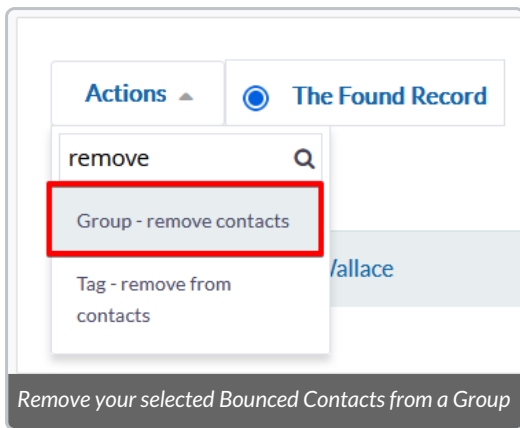 Actions
The Found Record
remove
Group - remove contacts
Tag - remove from
contacts
Wallace
Remove your selected Bounced Contacts from a Group